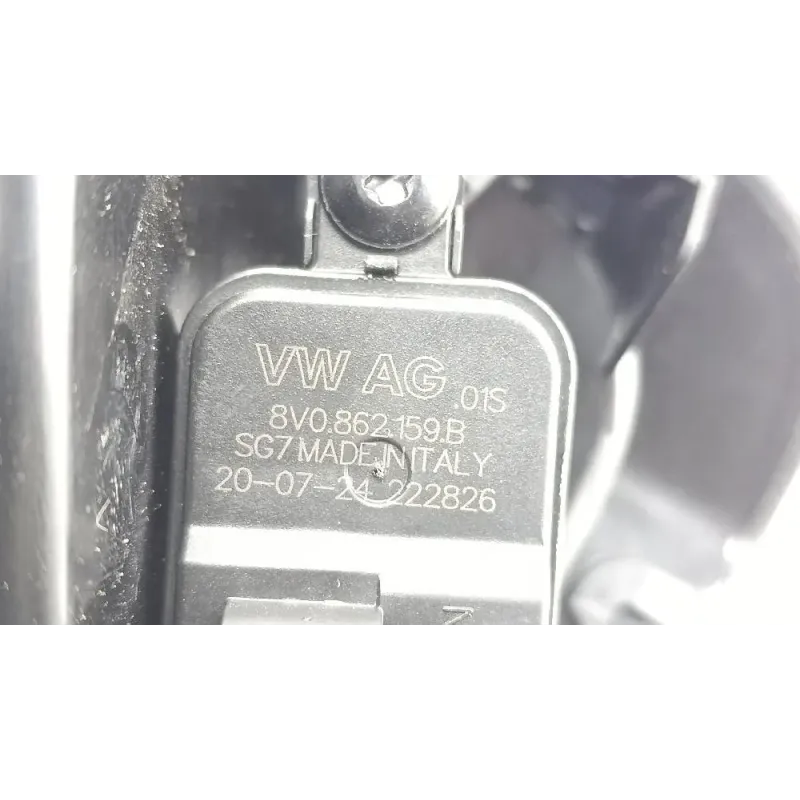 VW AG .01S
8V0.862.159.B
SG7 MADE IN ITALY
20-07-24 222826